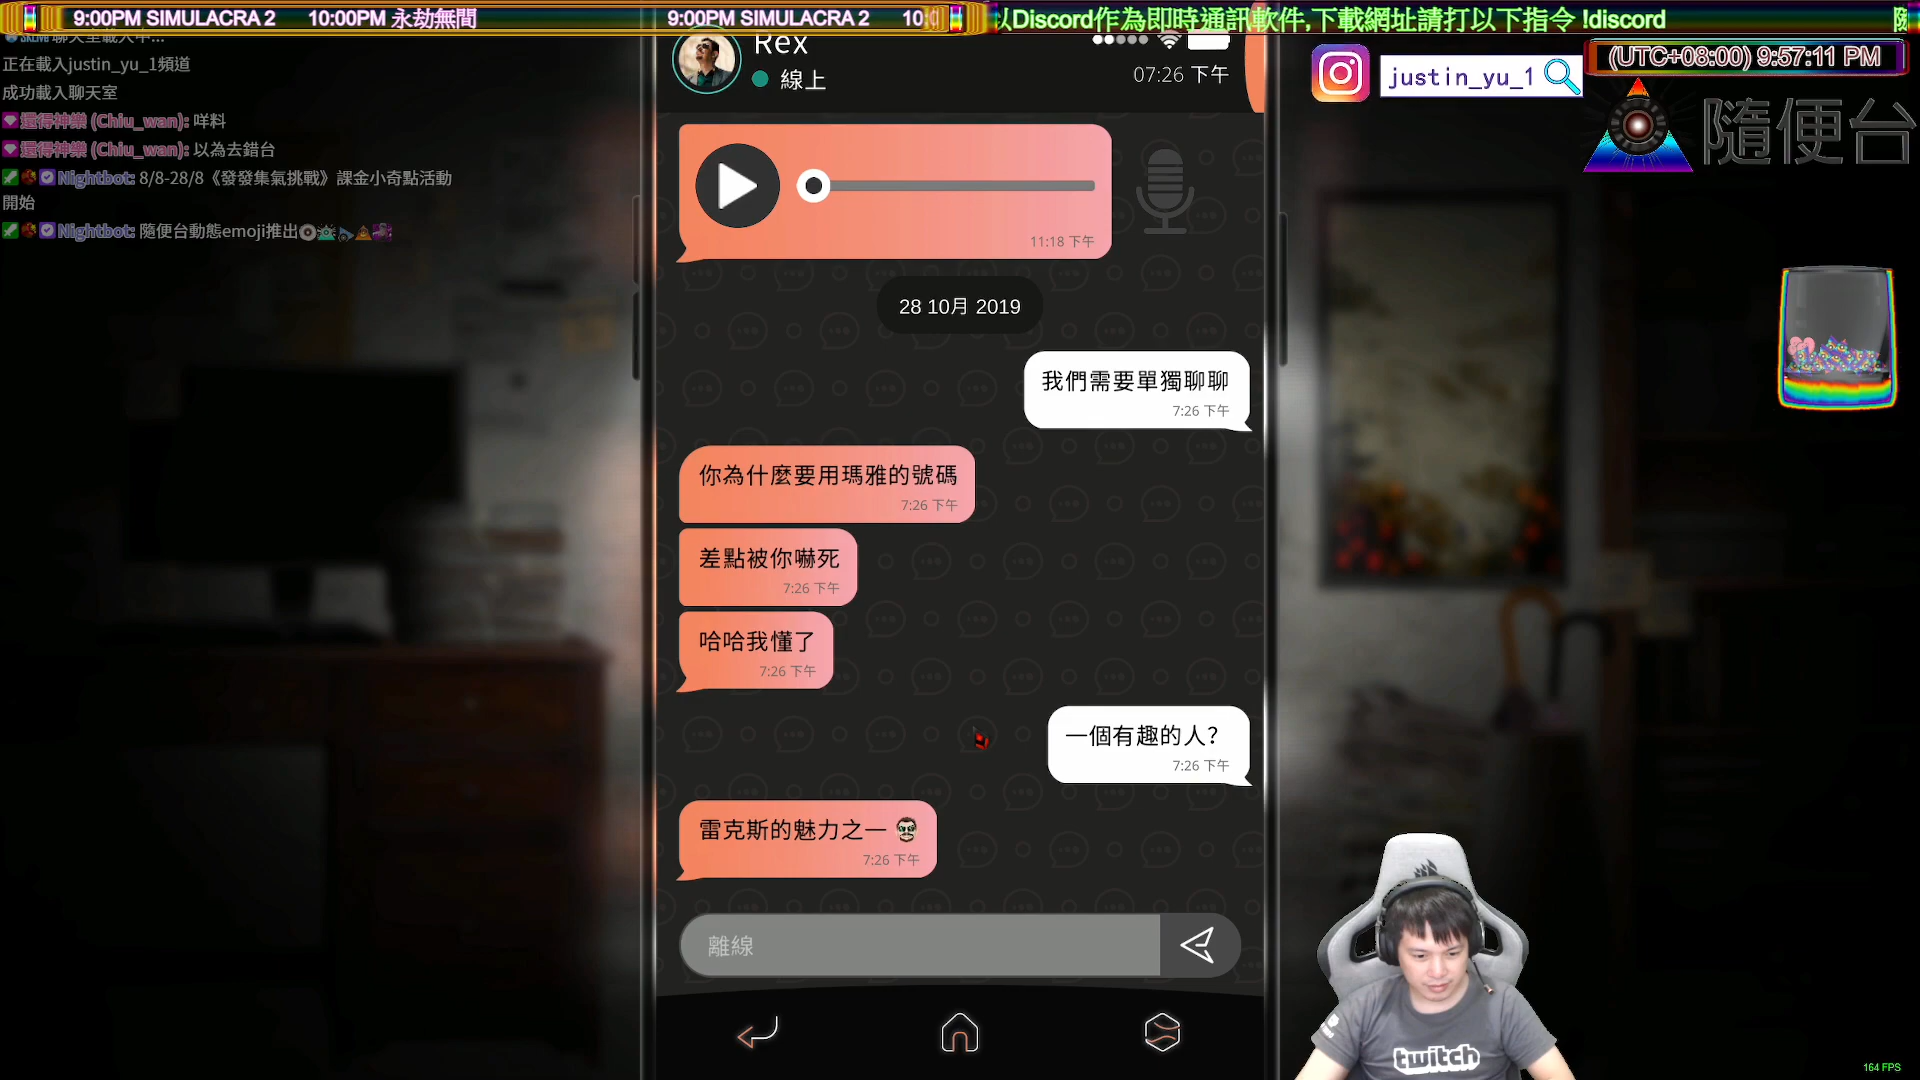 9:00PM SIMULACRA 2 10:00PM 永劫無間 9:00PM SIMULACRA 2
以Discord作為即時通訊軟件,下載網址請打以下指令 !discord
正在載入justin_yu_1頻道
成功載入聊天室
還得神樂 (Chiu_wan): 咩料
還得神樂 (Chiu_wan): 以為去錯台
Nightbot: 8/8-28/8《發發集氣挑戰》課金小奇點活動
開始
Nightbot: 隨便台動態emoji推出
Rex
線上
07:26 下午
11:18 下午
28 10月 2019
我們需要單獨聊聊
7:26 下午
你為什麼要用瑪雅的號碼
7:26 下午
差點被你嚇死
7:26 下午
哈哈我懂了
7:26 下午
一個有趣的人?
7:26 下午
雷克斯的魅力之一
7:26 下午
離線
justin_yu_1
(UTC+08:00) 9:57:11 PM
隨便台
twitch
164 FPS